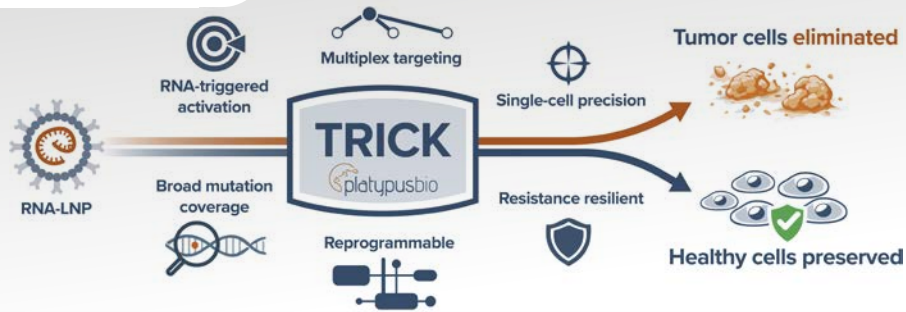 RNA-LNP
RNA-triggered
activation
Broad mutation
coverage
Multiplex targeting
TRICK
platypusbio
Reprogrammable
Single-cell precision
Resistance resilient
Tumor cells eliminated
Healthy cells preserved